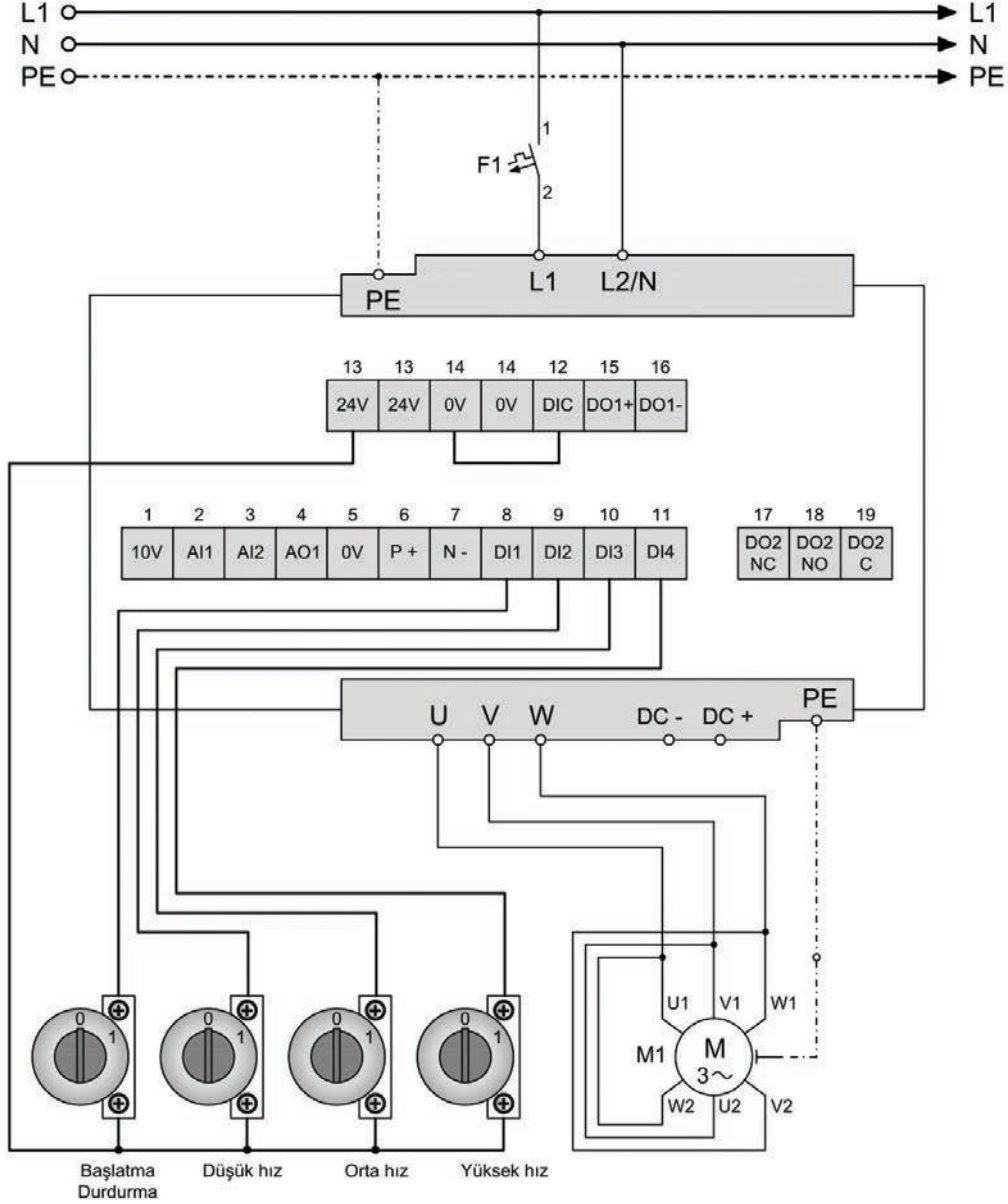 L1 L1
N N
PE PE
1
F1
2
L1 L2/N
PE
13 13 14 14 12 15 16
24V 24V 0V 0V DIC DO1+ DO1-
1 2 3 4 5 6 7 8 9 10 11 17 18 19
10V AI1 AI2 AO1 0V P + N - DI1 DI2 DI3 DI4 DO2 NC DO2 NO DO2 C
U V W DC - DC + PE
U1 V1 W1
0 1 0 1 0 1 0 1
M1 M 3~
W2 U2 V2
Başlatma Durdurma Düşük hız Orta hız Yüksek hız